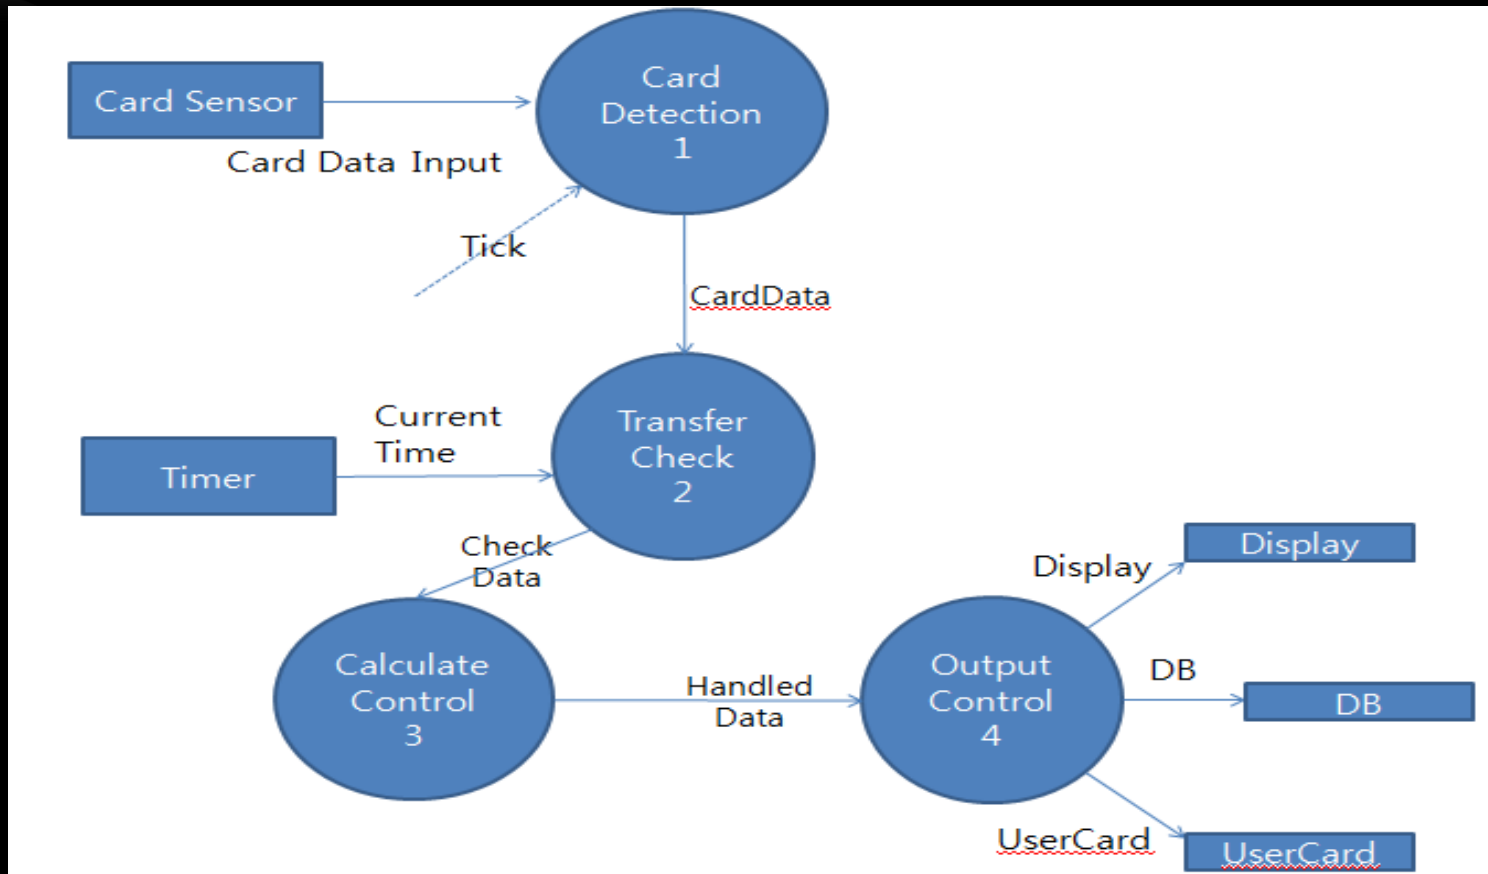 Card Sensor
Card Data Input
Card
Detection
1
Tick
CardData
Current
Time
Timer
Transfer
Check
2
Check
Data
Calculate
Control
3
Handled
Data
Output
Control
4
Display
Display
DB
DB
UserCard
UserCard